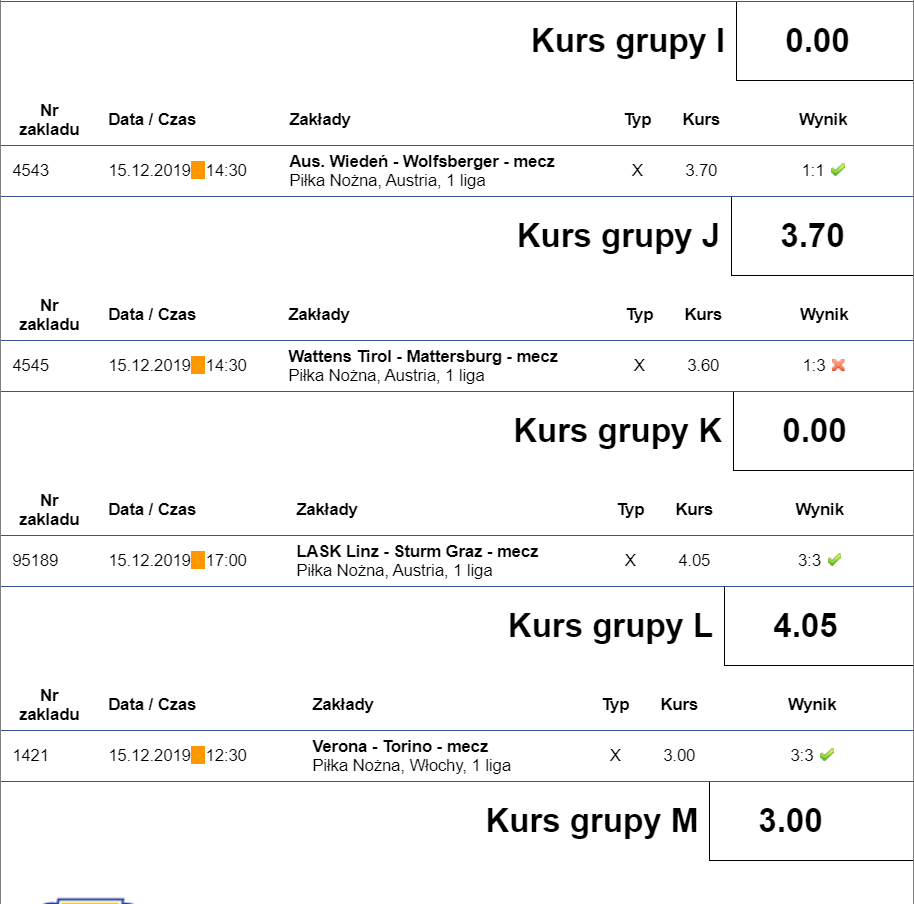 Kurs grupy I 0.00
Nr zakladu Data / Czas Zakłady Typ Kurs Wynik
4543 15.12.2019 14:30 Aus. Wiedeń - Wolfsberger - mecz X 3.70 1:1
Piłka Nożna, Austria, 1 liga
Kurs grupy J 3.70
Nr zakladu Data / Czas Zakłady Typ Kurs Wynik
4545 15.12.2019 14:30 Wattens Tirol - Mattersburg - mecz X 3.60 1:3
Piłka Nożna, Austria, 1 liga
Kurs grupy K 0.00
Nr zakladu Data / Czas Zakłady Typ Kurs Wynik
95189 15.12.2019 17:00 LASK Linz - Sturm Graz - mecz X 4.05 3:3
Piłka Nożna, Austria, 1 liga
Kurs grupy L 4.05
Nr zakladu Data / Czas Zakłady Typ Kurs Wynik
1421 15.12.2019 12:30 Verona - Torino - mecz X 3.00 3:3
Piłka Nożna, Włochy, 1 liga
Kurs grupy M 3.00